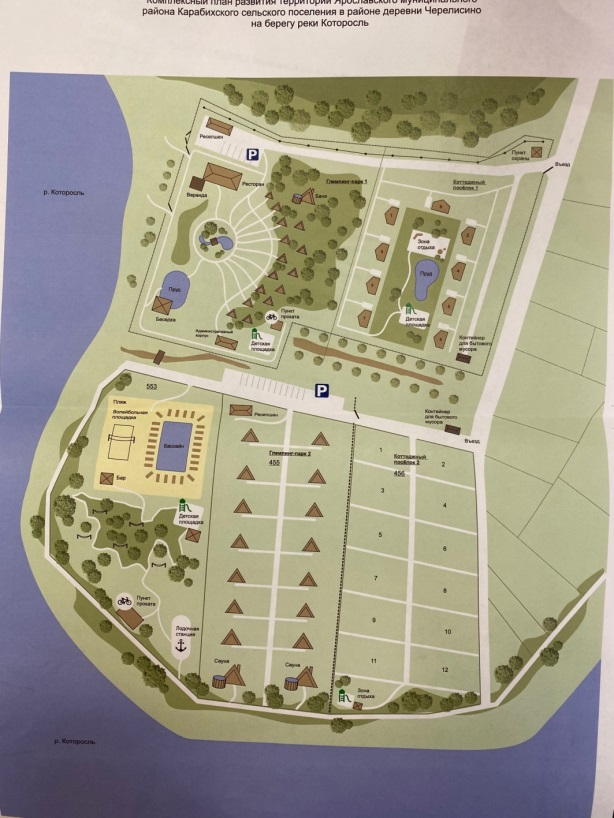 Комплексный план развития территории Ярославского муниципального
района Карабихского сельского поселения в районе деревни Черелисино
на берегу реки Которосль
Ресепшен
P
Пункт
охраны
Въезд
р. Которосль
Веранда
Ресторан
Глэмпинг-парк 1
Баня
Коттеджный
посёлок 1
Зона
отдыха
Пруд
Пруд
Беседка
Пункт
проката
Детская
площадка
Административный
корпус
Детская
площадка
Контейнер
для бытового
мусора
553
P
Пляж
Волейбольная
площадка
Бассейн
Бар
Ресепшен
Контейнер
для бытового
мусора
Въезд
Глэмпинг-парк 2
455
Коттеджный
посёлок 2
456
1
2
3
4
5
6
7
8
9
10
11
12
Детская
площадка
Пункт
проката
Лодочная
станция
Сауна
Сауна
Зона
отдыха
р. Которосль